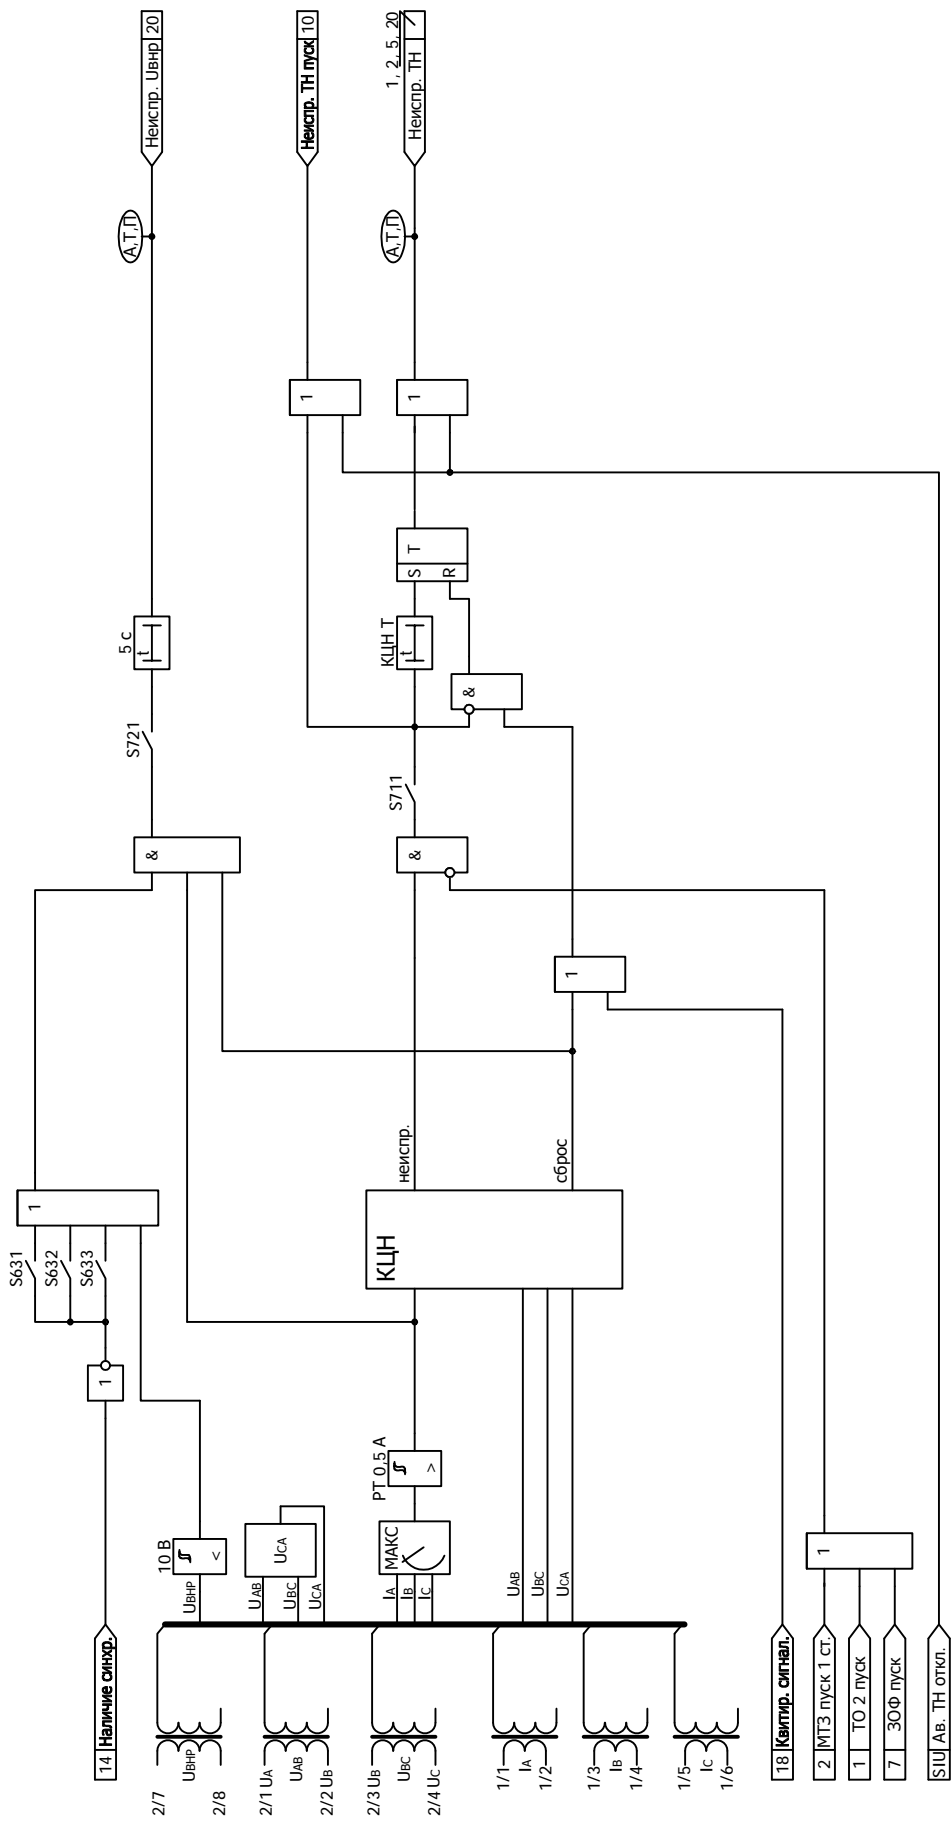 14 Наличие синхр.
1
S631
S632
S633
1
&
S721
5 с
t
А,Т,П
Неиспр. Uвнр 20
2/7
UВНР
2/8
UВНР
10 В
<
2/1 UA
UAB
2/2 UB
UAB
UBC
UCA
UCA
2/3 UB
UBC
2/4 UC
IA
IB
IC
МАКС
РТ 0,5 А
>
КЦН
неиспр.
сброс
&
S711
КЦН Т
t
S
R
T
&
1
1
1
Неиспр. ТН пуск 10
А,Т,П
Неиспр. ТН
1, 2, 5, 20
1/1
IA
1/2
UAB
UBC
UCA
1/3
IB
1/4
1/5
IC
1/6
18 Квитир. сигнал.
2 МТЗ пуск 1 ст.
1 ТО 2 пуск
7 ЗОФ пуск
1
SIU Ав. ТН откл.